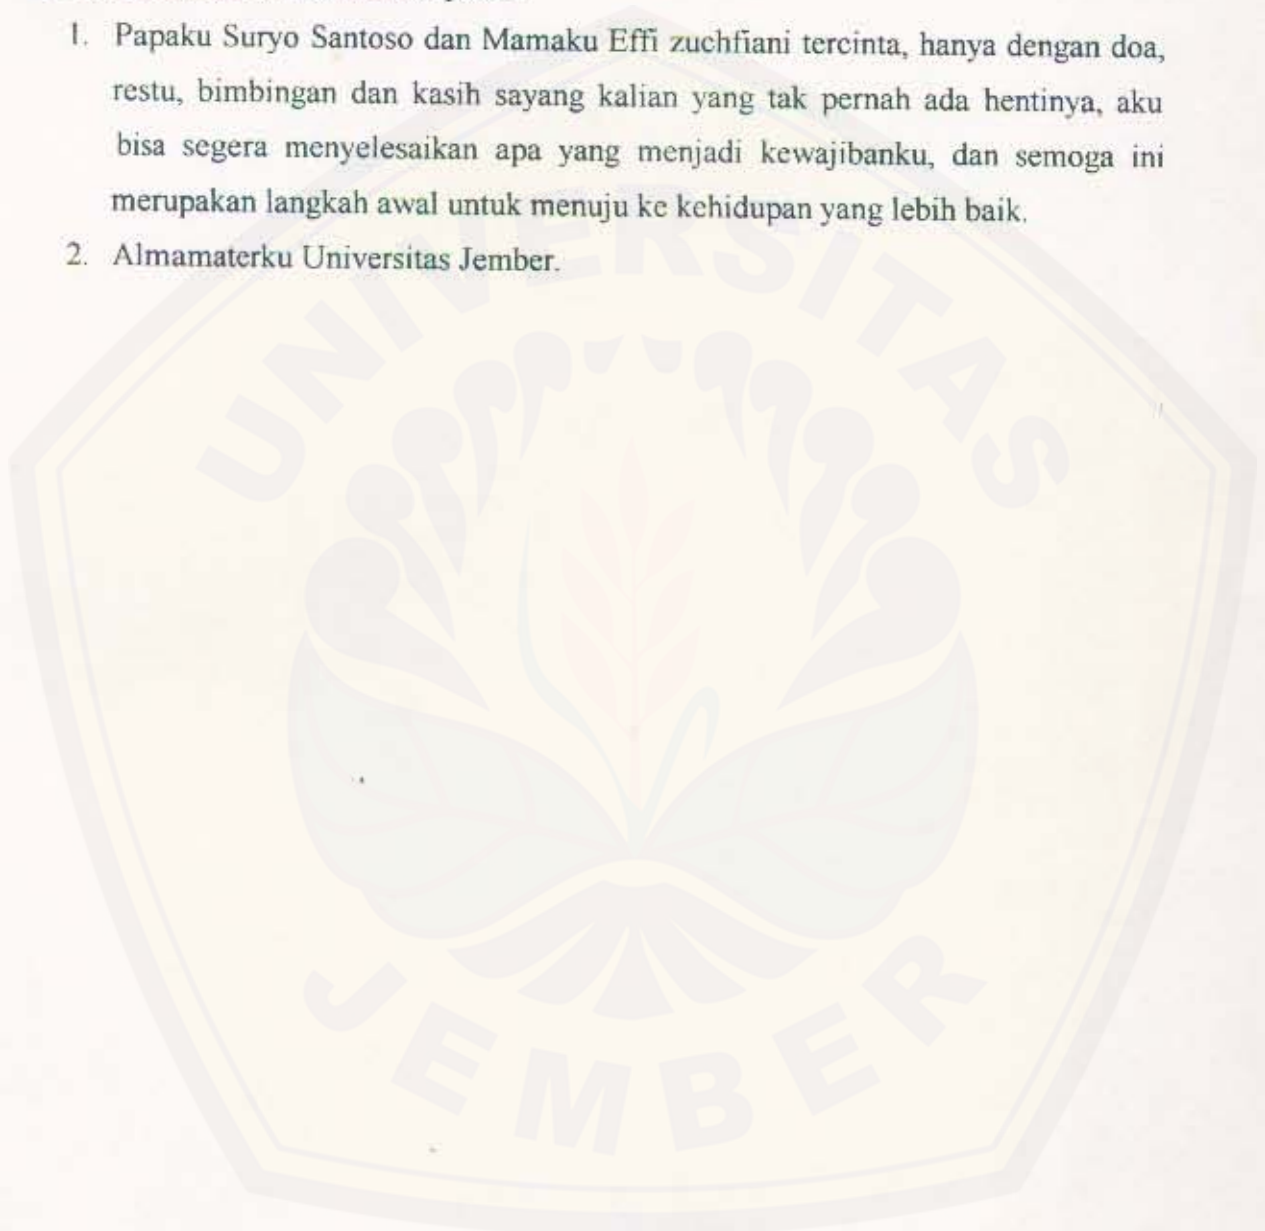 1. Papaku Suryo Santoso dan Mamaku Effi zuchfiani tercinta, hanya dengan doa,
restu, bimbingan dan kasih sayang kalian yang tak pernah ada hentinya, aku
bisa segera menyelesaikan apa yang menjadi kewajibanku, dan semoga ini
merupakan langkah awal untuk menuju ke kehidupan yang lebih baik.
2. Almamaterku Universitas Jember.
UNIVERSITAS
JEMBER